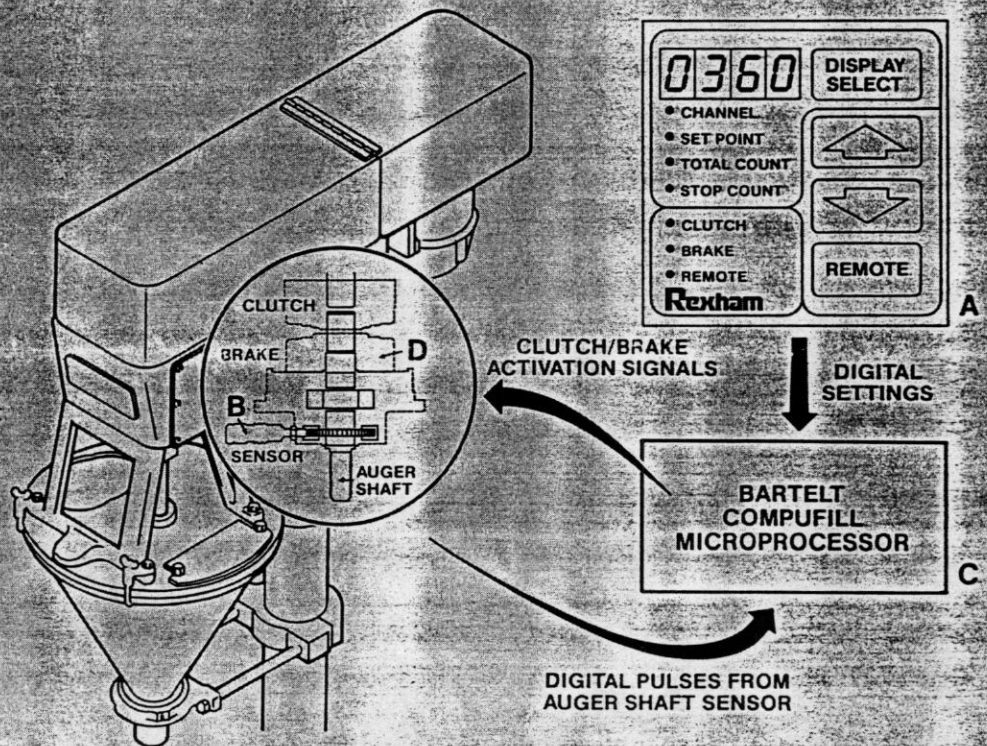 0360
DISPLAY
SELECT
CHANNEL
SET POINT
TOTAL COUNT
STOP COUNT
CLUTCH
BRAKE
REMOTE
REMOTE
Rexham
A
CLUTCH
BRAKE
D
B
SENSOR
AUGER
SHAFT
CLUTCH/BRAKE
ACTIVATION SIGNALS
DIGITAL
SETTINGS
BARTELT
COMPUFILL
MICROPROCESSOR
C
DIGITAL PULSES FROM
AUGER SHAFT SENSOR